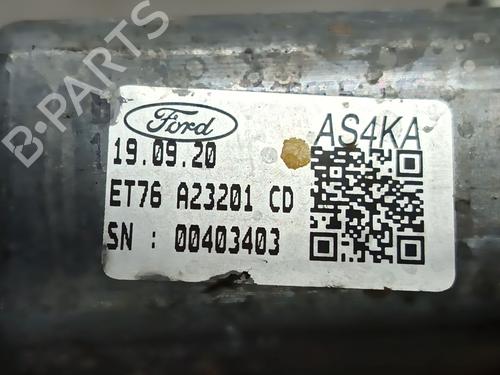 B-PARTS
Ford
AS4KA
19.09.20
ET76 A23201 CD
SN : 00403403